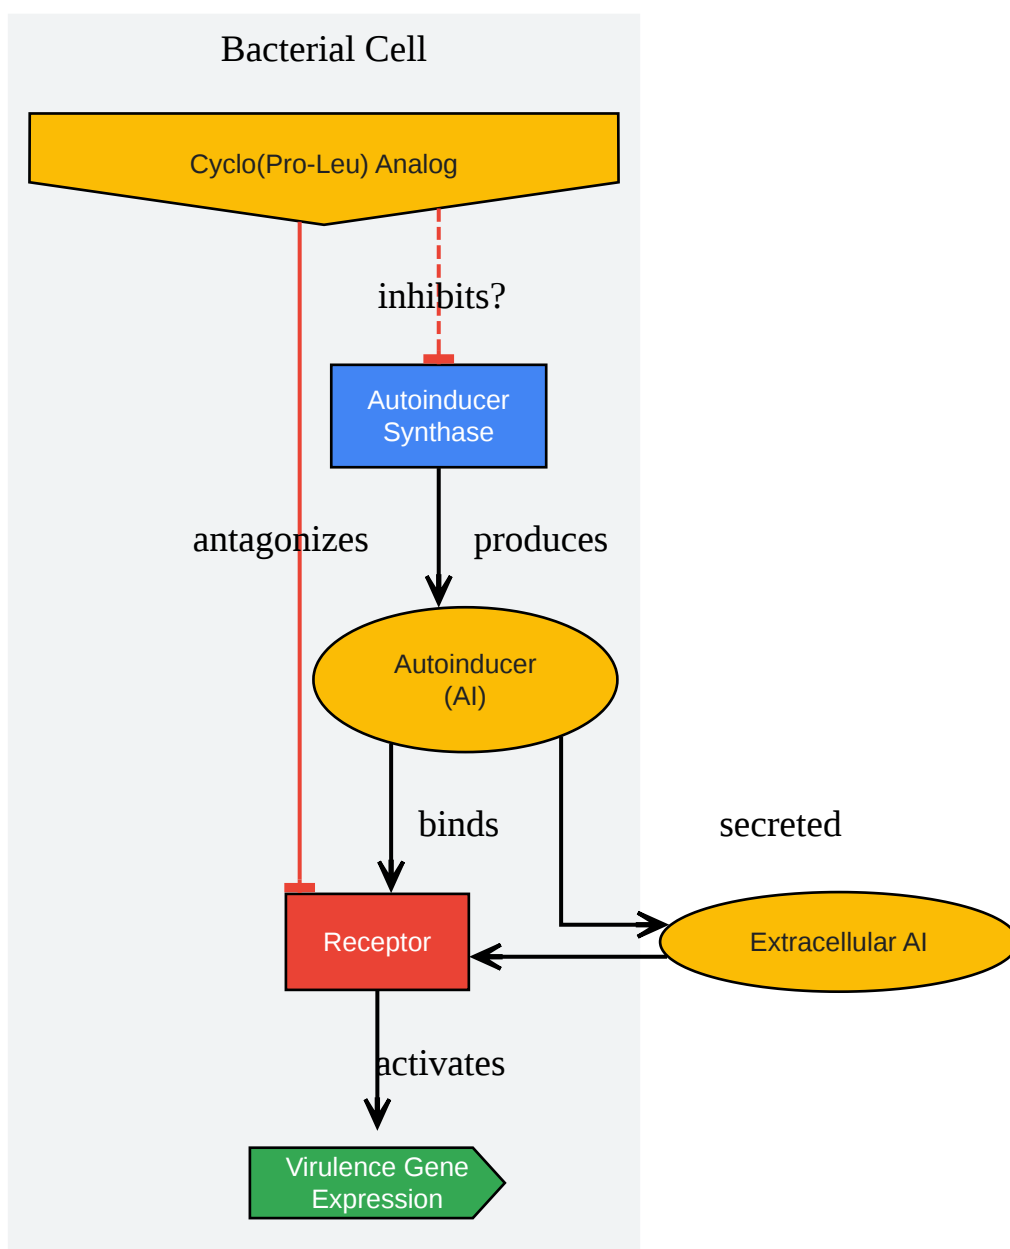 Bacterial Cell
Cyclo(Pro-Leu) Analog
inhibits?
Autoinducer
Synthase
antagonizes
produces
Autoinducer
(AI)
binds
secreted
Receptor
Extracellular AI
activates
Virulence Gene
Expression